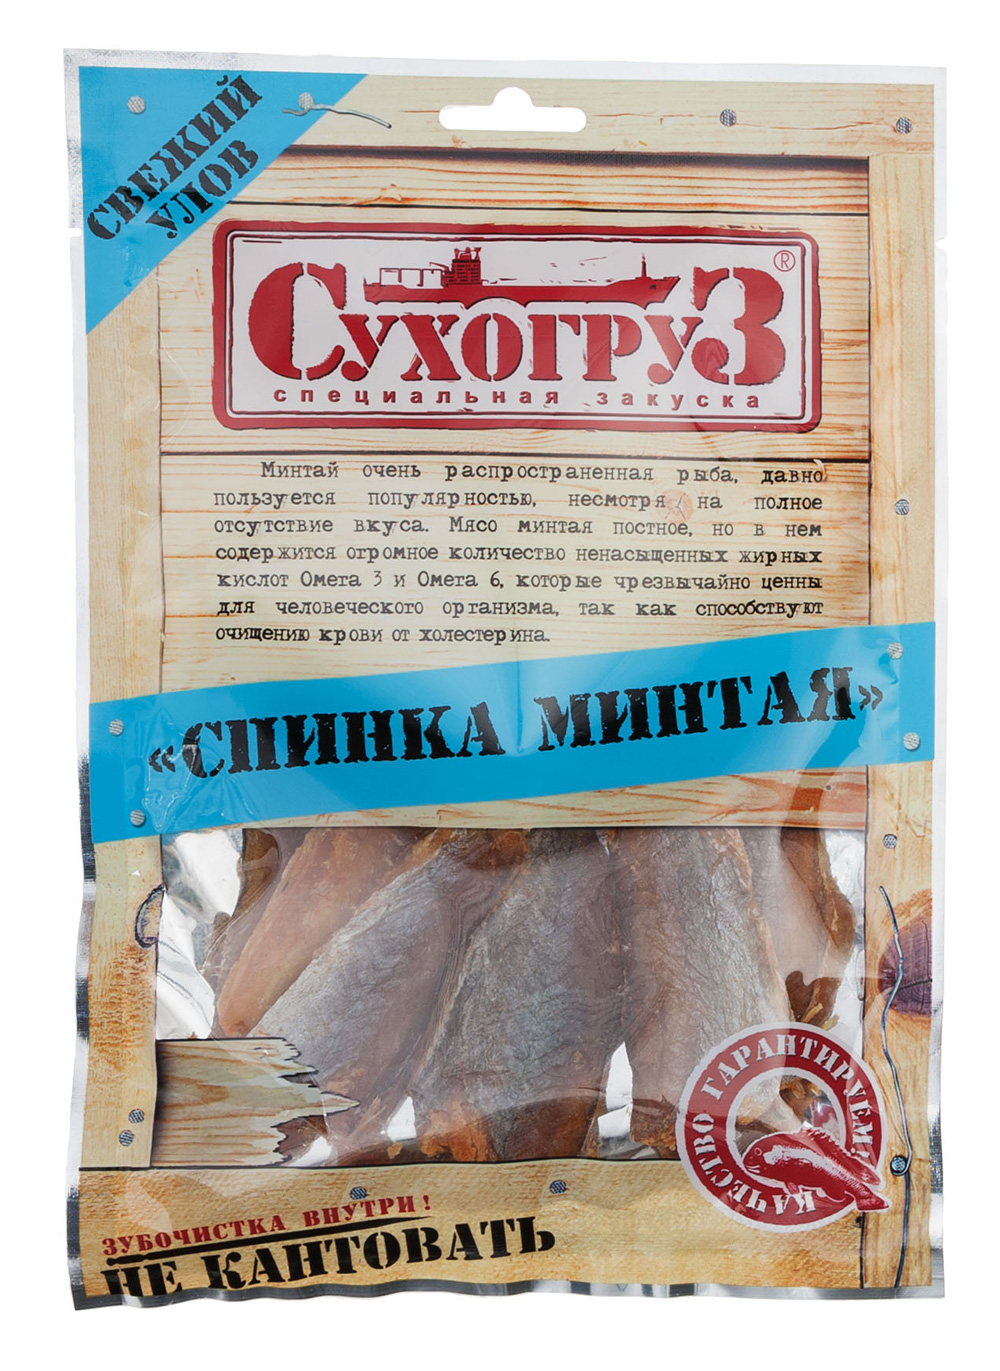 СВЕЖИЙ
УЛОВ
СУХОГРУЗ®
специальная закуска
Минтай очень распространенная рыба, давно
пользуется популярностью, несмотря на полное
отсутствие вкуса. Мясо минтая постное, но в нем
содержится огромное количество ненасыщенных жирных
кислот Омега 3 и Омега 6, которые чрезвычайно ценны
для человеческого организма, так как способствуют
очищению крови от холестерина.
«СПИНКА МИНТАЯ»
КАЧЕСТВО ГАРАНТИРУЕМ!
ЗУБОЧИСТКА ВНУТРИ!
НЕ КАНТОВАТЬ